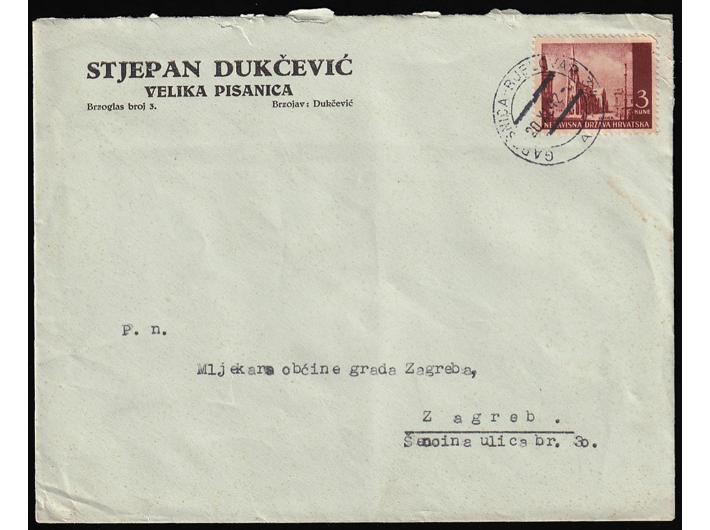 STJEPAN DUKČEVIĆ
VELIKA PISANICA
Brzoglas broj 3. Brzojav: Dukčević
3
KUNE
NEZAVISNA DRŽAVA HRVATSKA
P. n.
Mljekara občine grada Zagreba,
Zagreb.
Šenoina ulica br. 30.